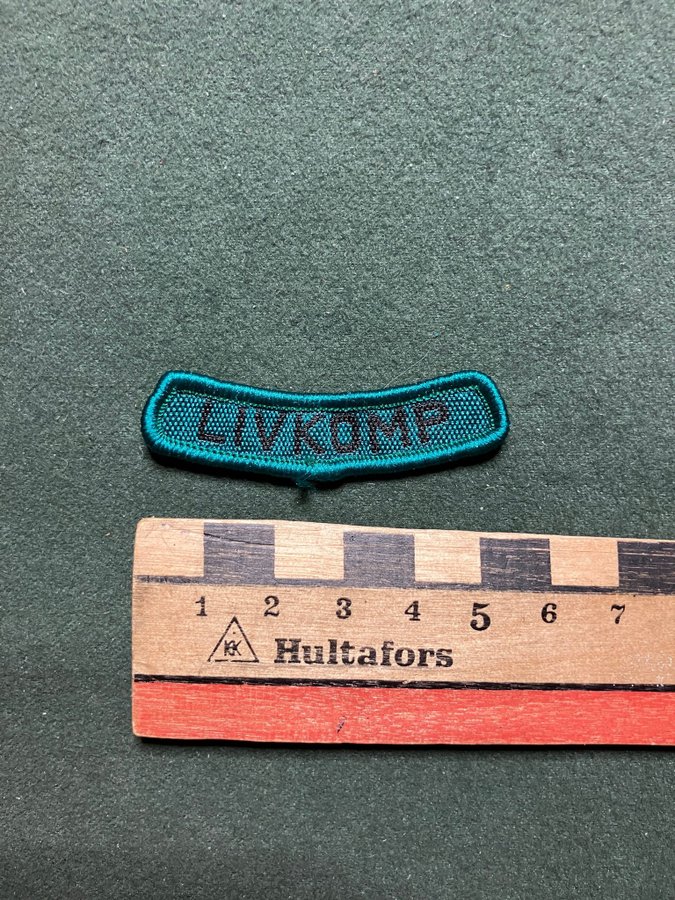 LIVKOMP
1 2 3 4 5 6 7
KK Hultafors